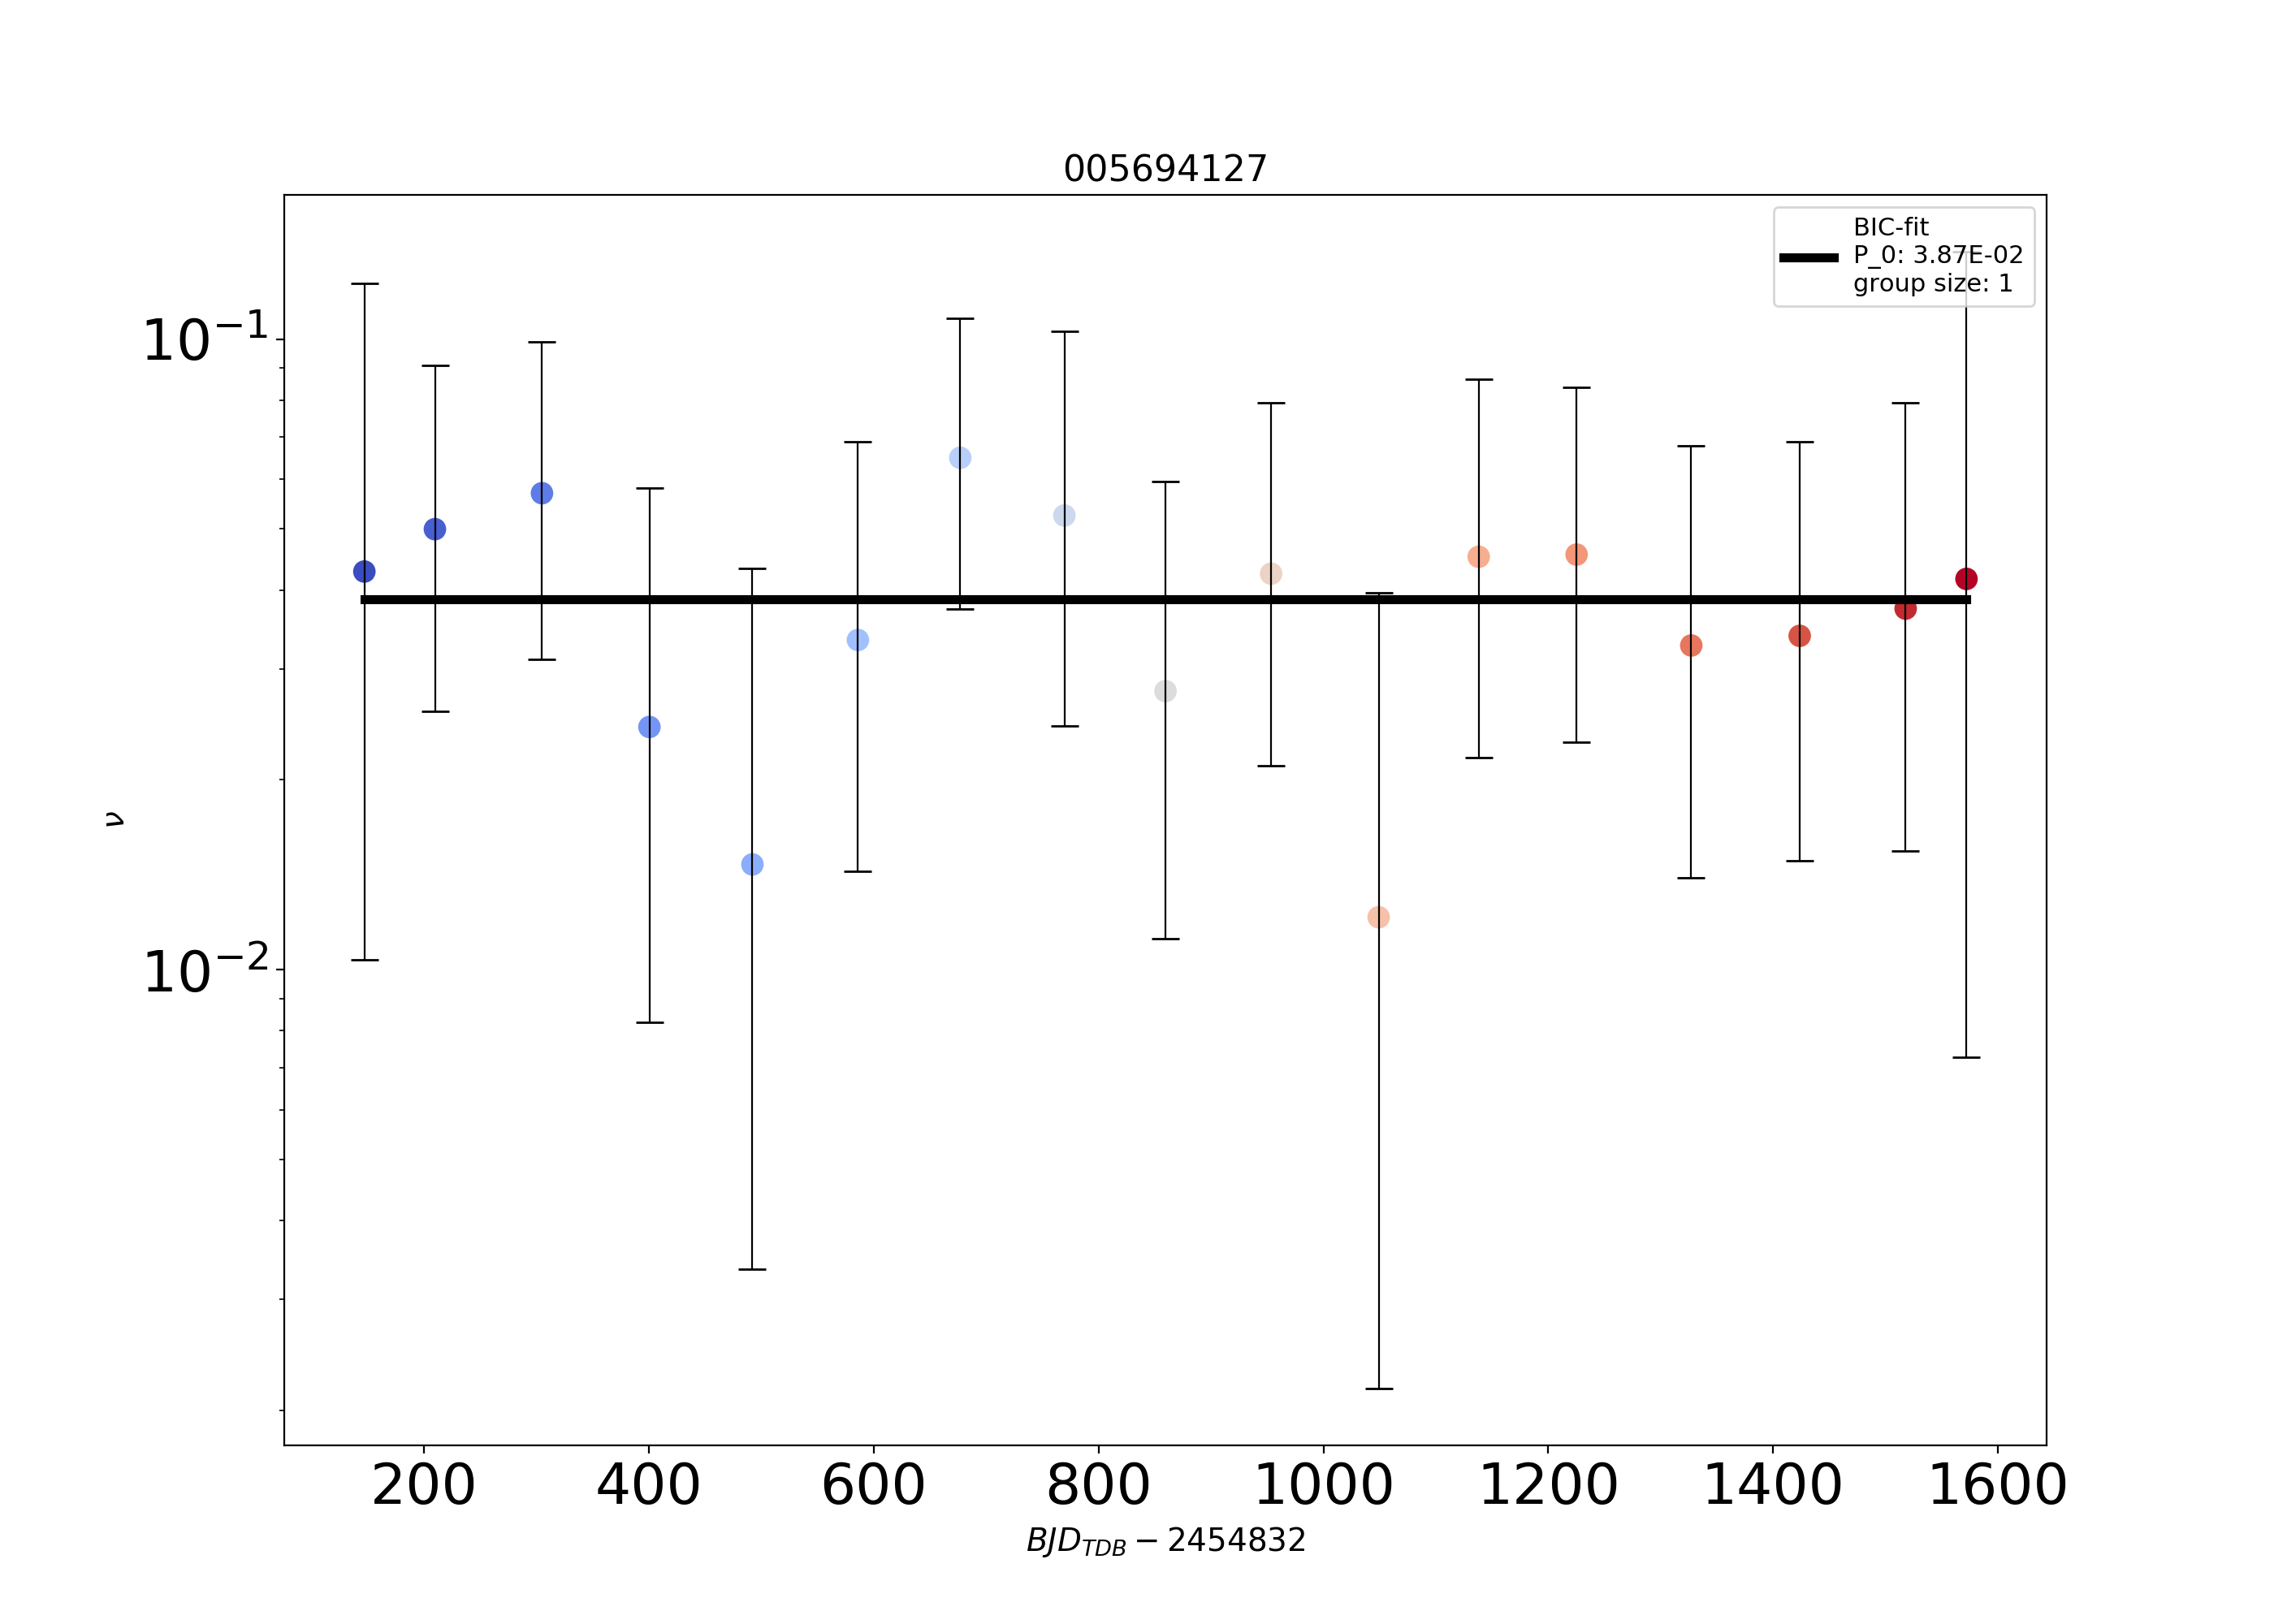 005694127
BIC-fit
P_0: 3.87E-02
group size: 1
10⁻¹
10⁻²
ν
200 400 600 800 1000 1200 1400 1600
BJD_TDB − 2454832